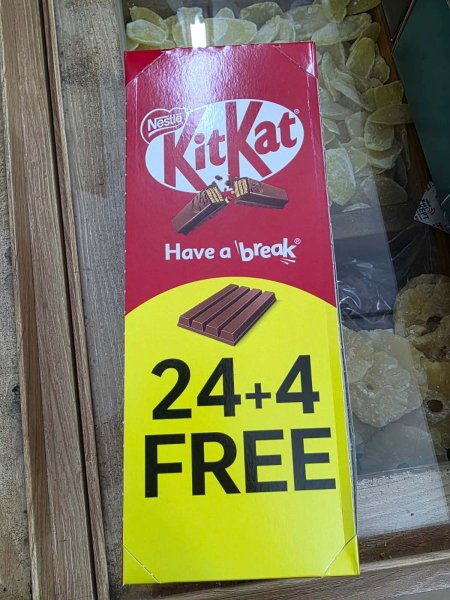 Nestlé
KitKat®
Have a break®
24+4
FREE